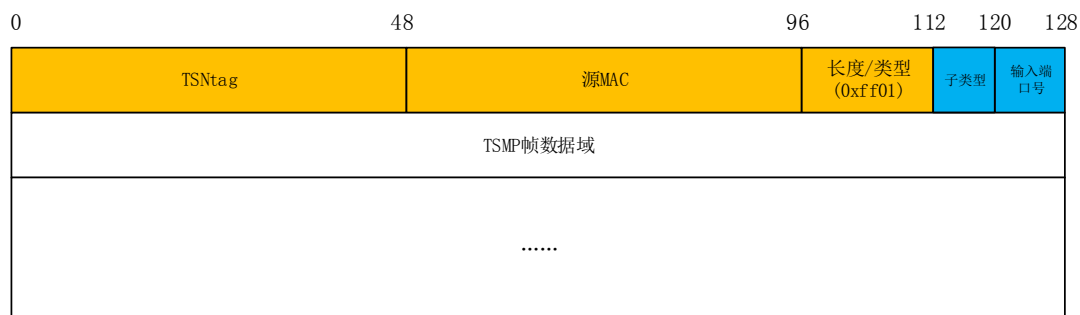 0 48 96 112 120 128
TSNtag 源MAC 长度/类型 子类型 输入端
(0xff01) 口号
TSMP帧数据域
……